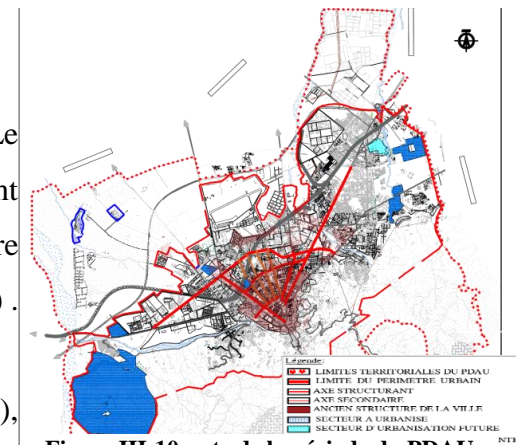 Le
nt
re
) .
),
Légende:
LIMITES TERRITORIALES DU PDAU
LIMITE DU PERIMETRE URBAIN
AXE STRUCTURANT
AXE SECONDAIRE
ANCIEN STRUCTURE DE LA VILLE
SECTEUR A URBANISE
SECTEUR D'URBANISATION FUTURE